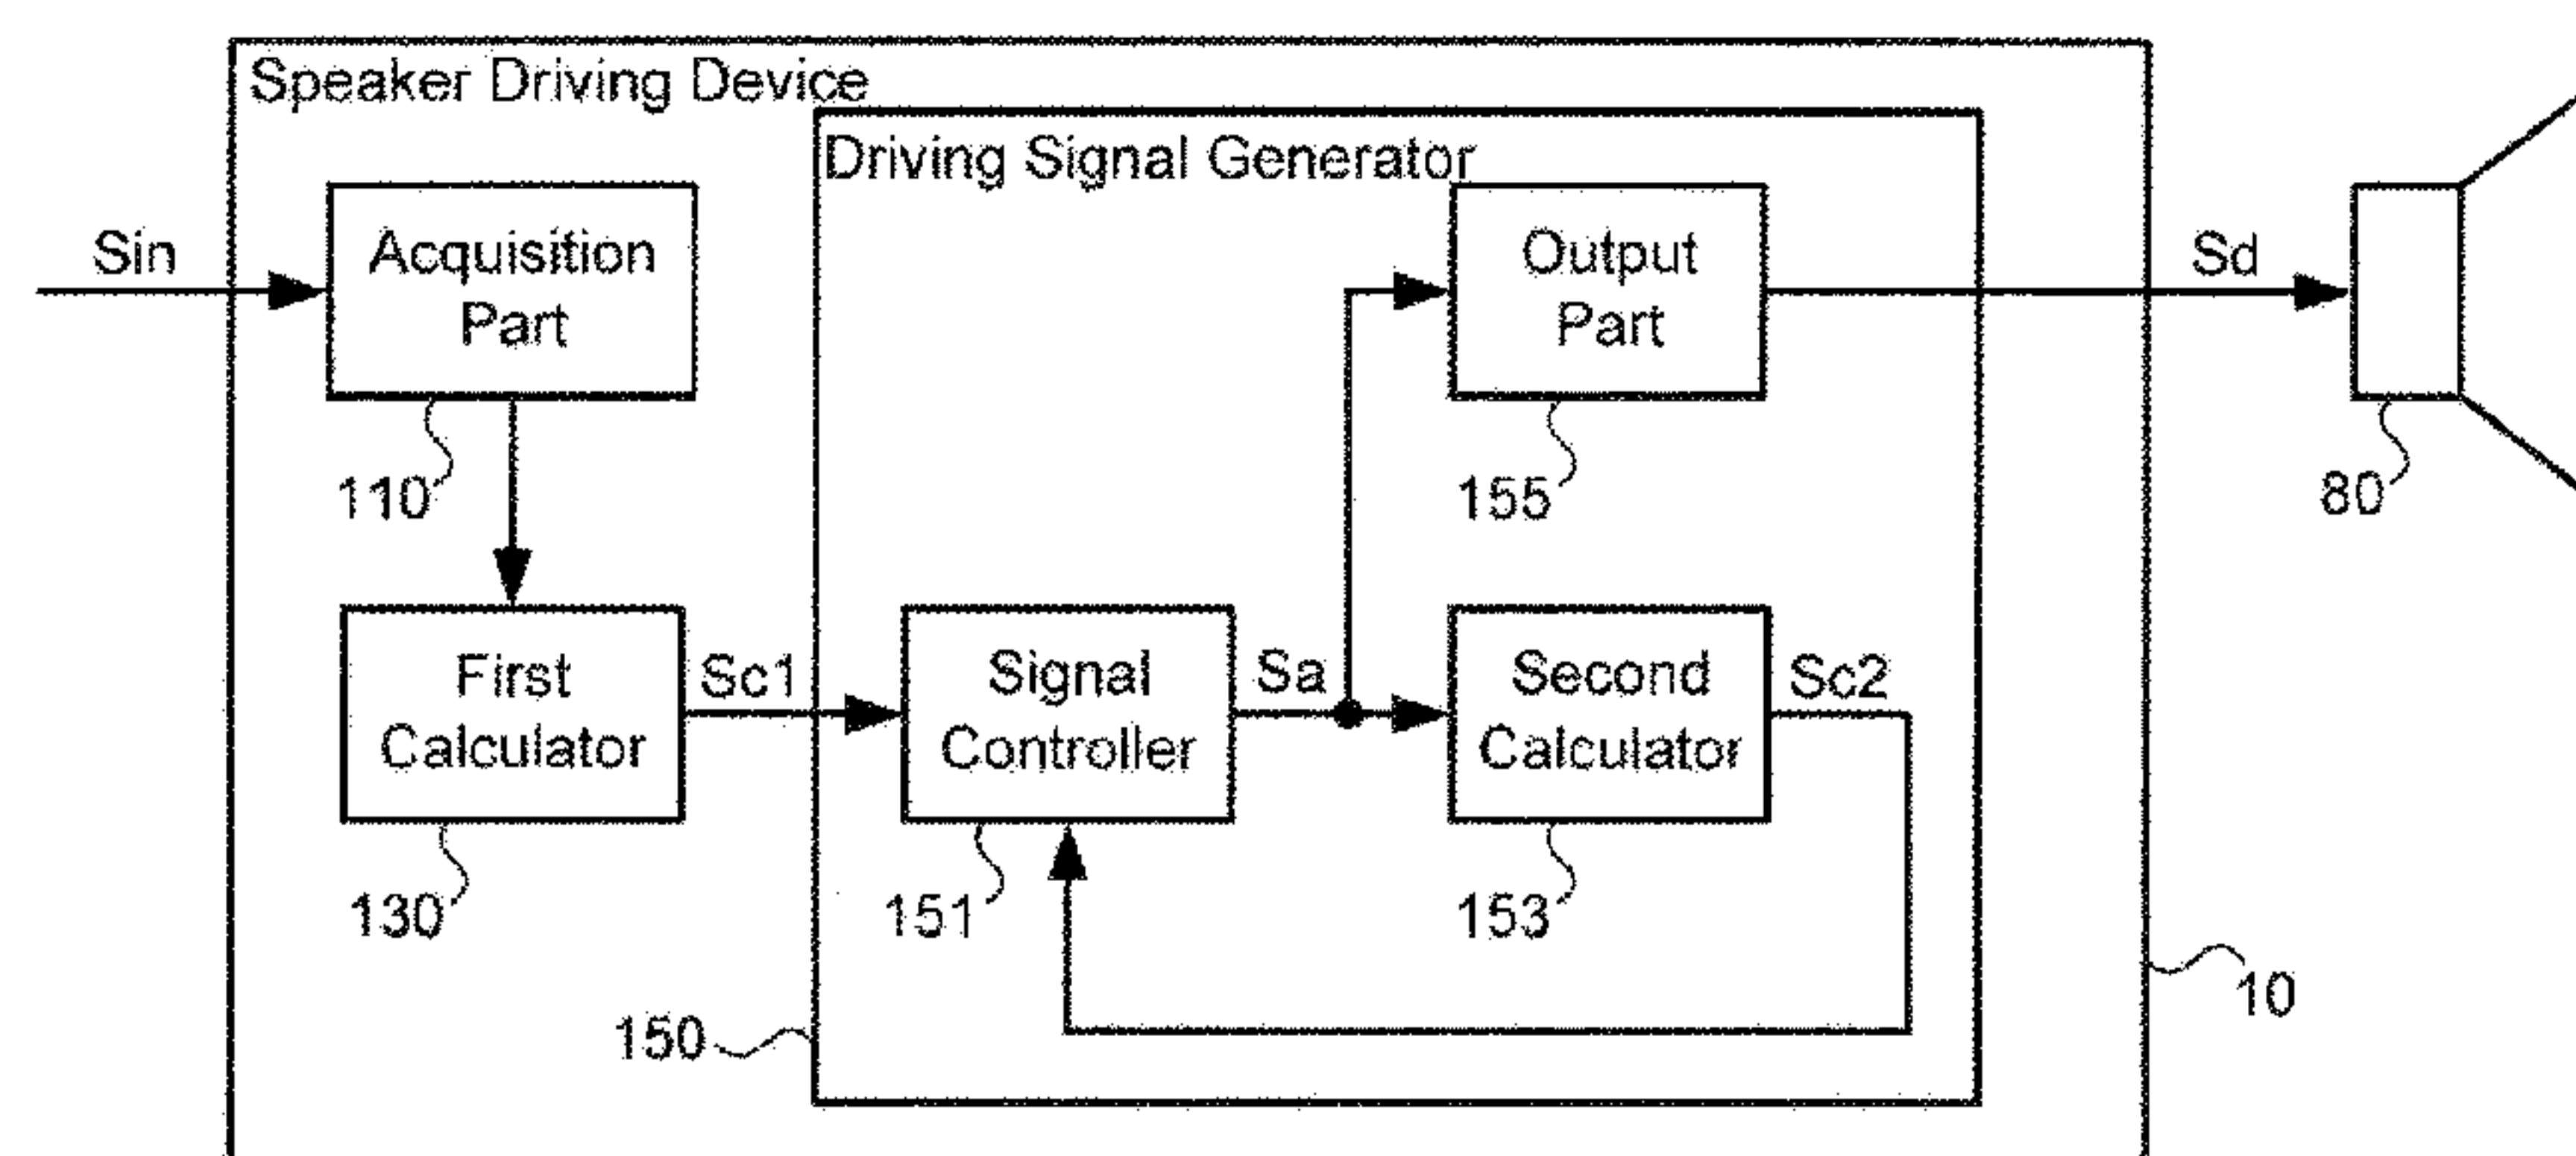 Speaker Driving Device
Driving Signal Generator
Sin
Acquisition
Part
110
Output
Part
155
Sd
80
First
Calculator
130
Sc1
Signal
Controller
151
Sa
Second
Calculator
153
Sc2
150
10